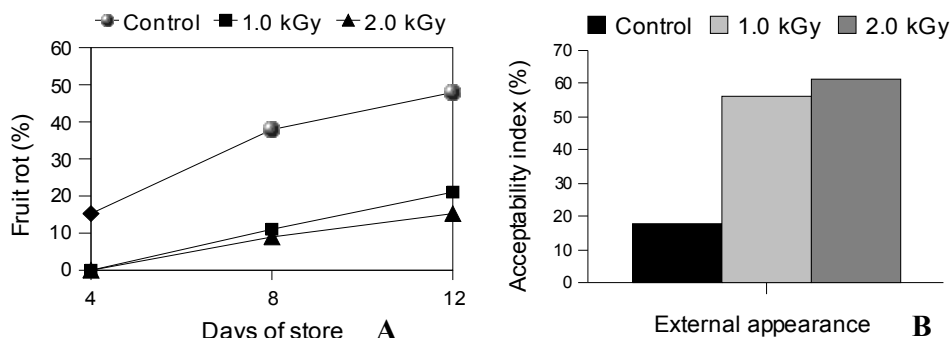 Control 1.0 kGy 2.0 kGy
60
50
40
30
20
10
0
Fruit rot (%)
4 8 12
Days of store A
Control 1.0 kGy 2.0 kGy
70
60
50
40
30
20
10
0
Acceptability index (%)
External appearance B